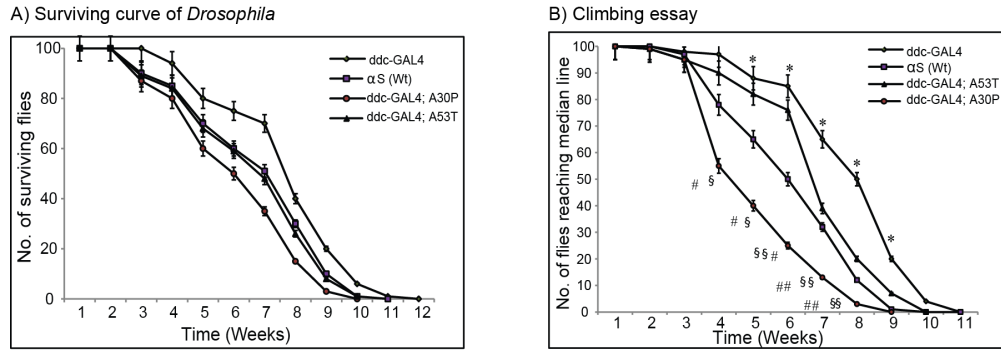 A) Surviving curve of Drosophila
No. of surviving flies
100
80
60
40
20
0
ddc-GAL4
αS (Wt)
ddc-GAL4; A30P
ddc-GAL4; A53T
1 2 3 4 5 6 7 8 9 10 11 12
Time (Weeks)
B) Climbing essay
No. of flies reaching median line
100
90
80
70
60
50
40
30
20
10
0
ddc-GAL4
αS (Wt)
ddc-GAL4; A53T
ddc-GAL4; A30P
* *
*
*
*
# §
# §
§§ #
## §§
## §§
1 2 3 4 5 6 7 8 9 10 11
Time (Weeks)